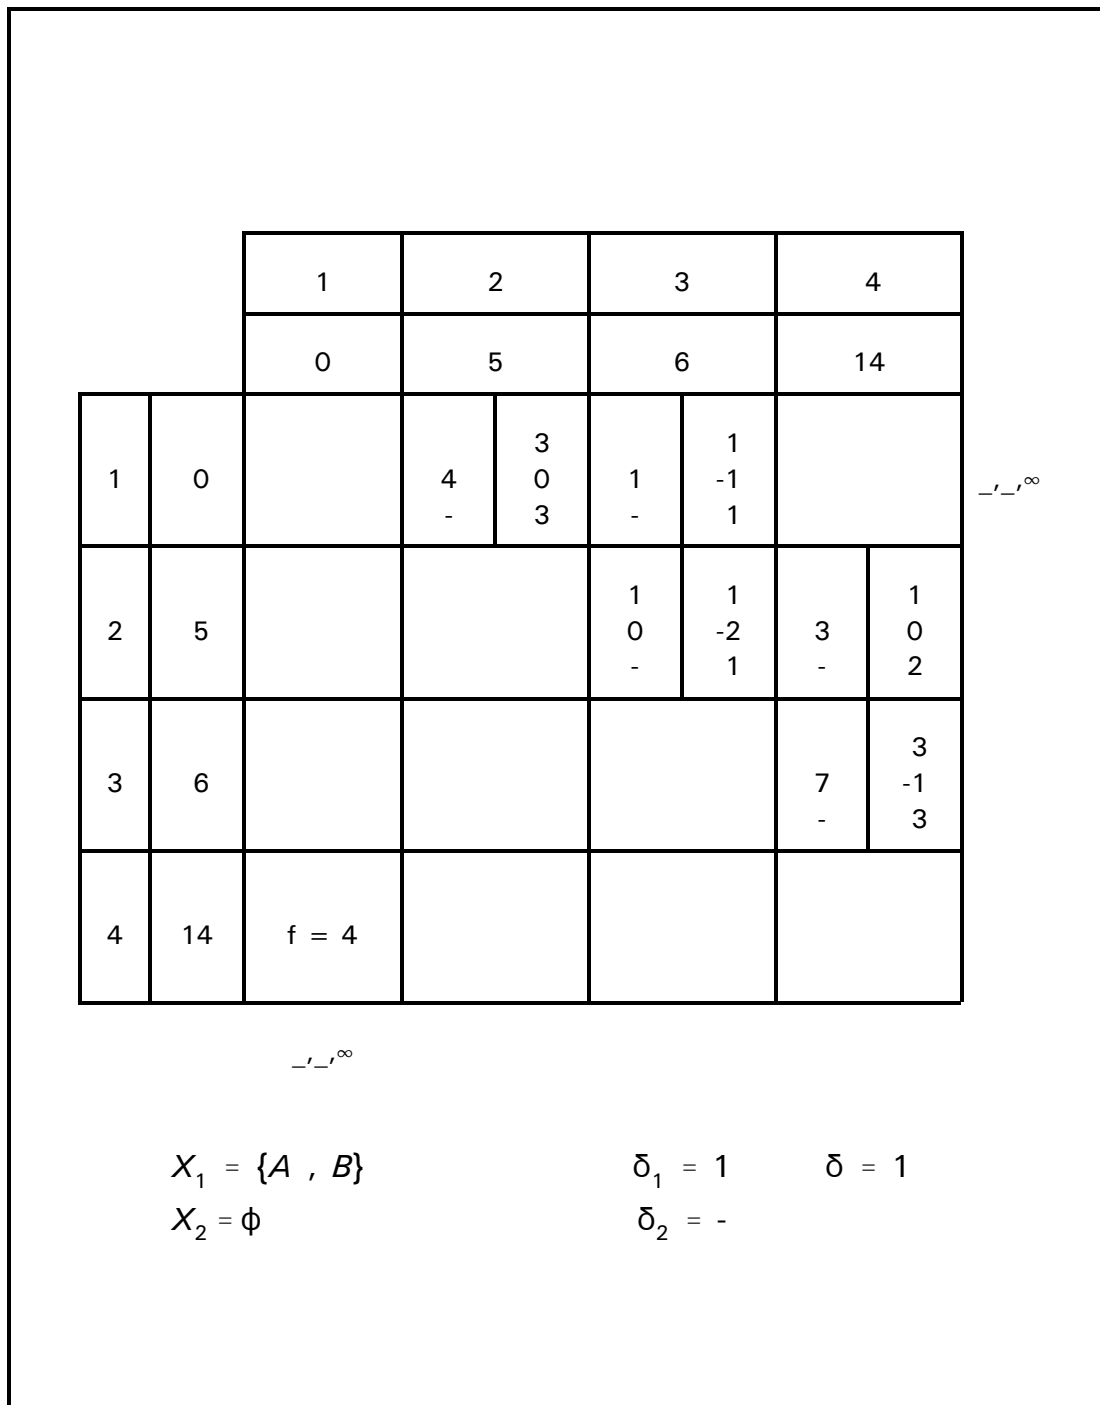 1 2 3 4
0 5 6 14
3 1
1 0 4 0 1 -1 _,_,∞
- 3 - 1
1 1 1
2 5 0 -2 3 0
- 1 - 2
3
3 6 7 -1
- 3
4 14 f = 4
_,_,∞
X₁ = {A , B} δ₁ = 1 δ = 1
X₂ = ϕ δ₂ = -